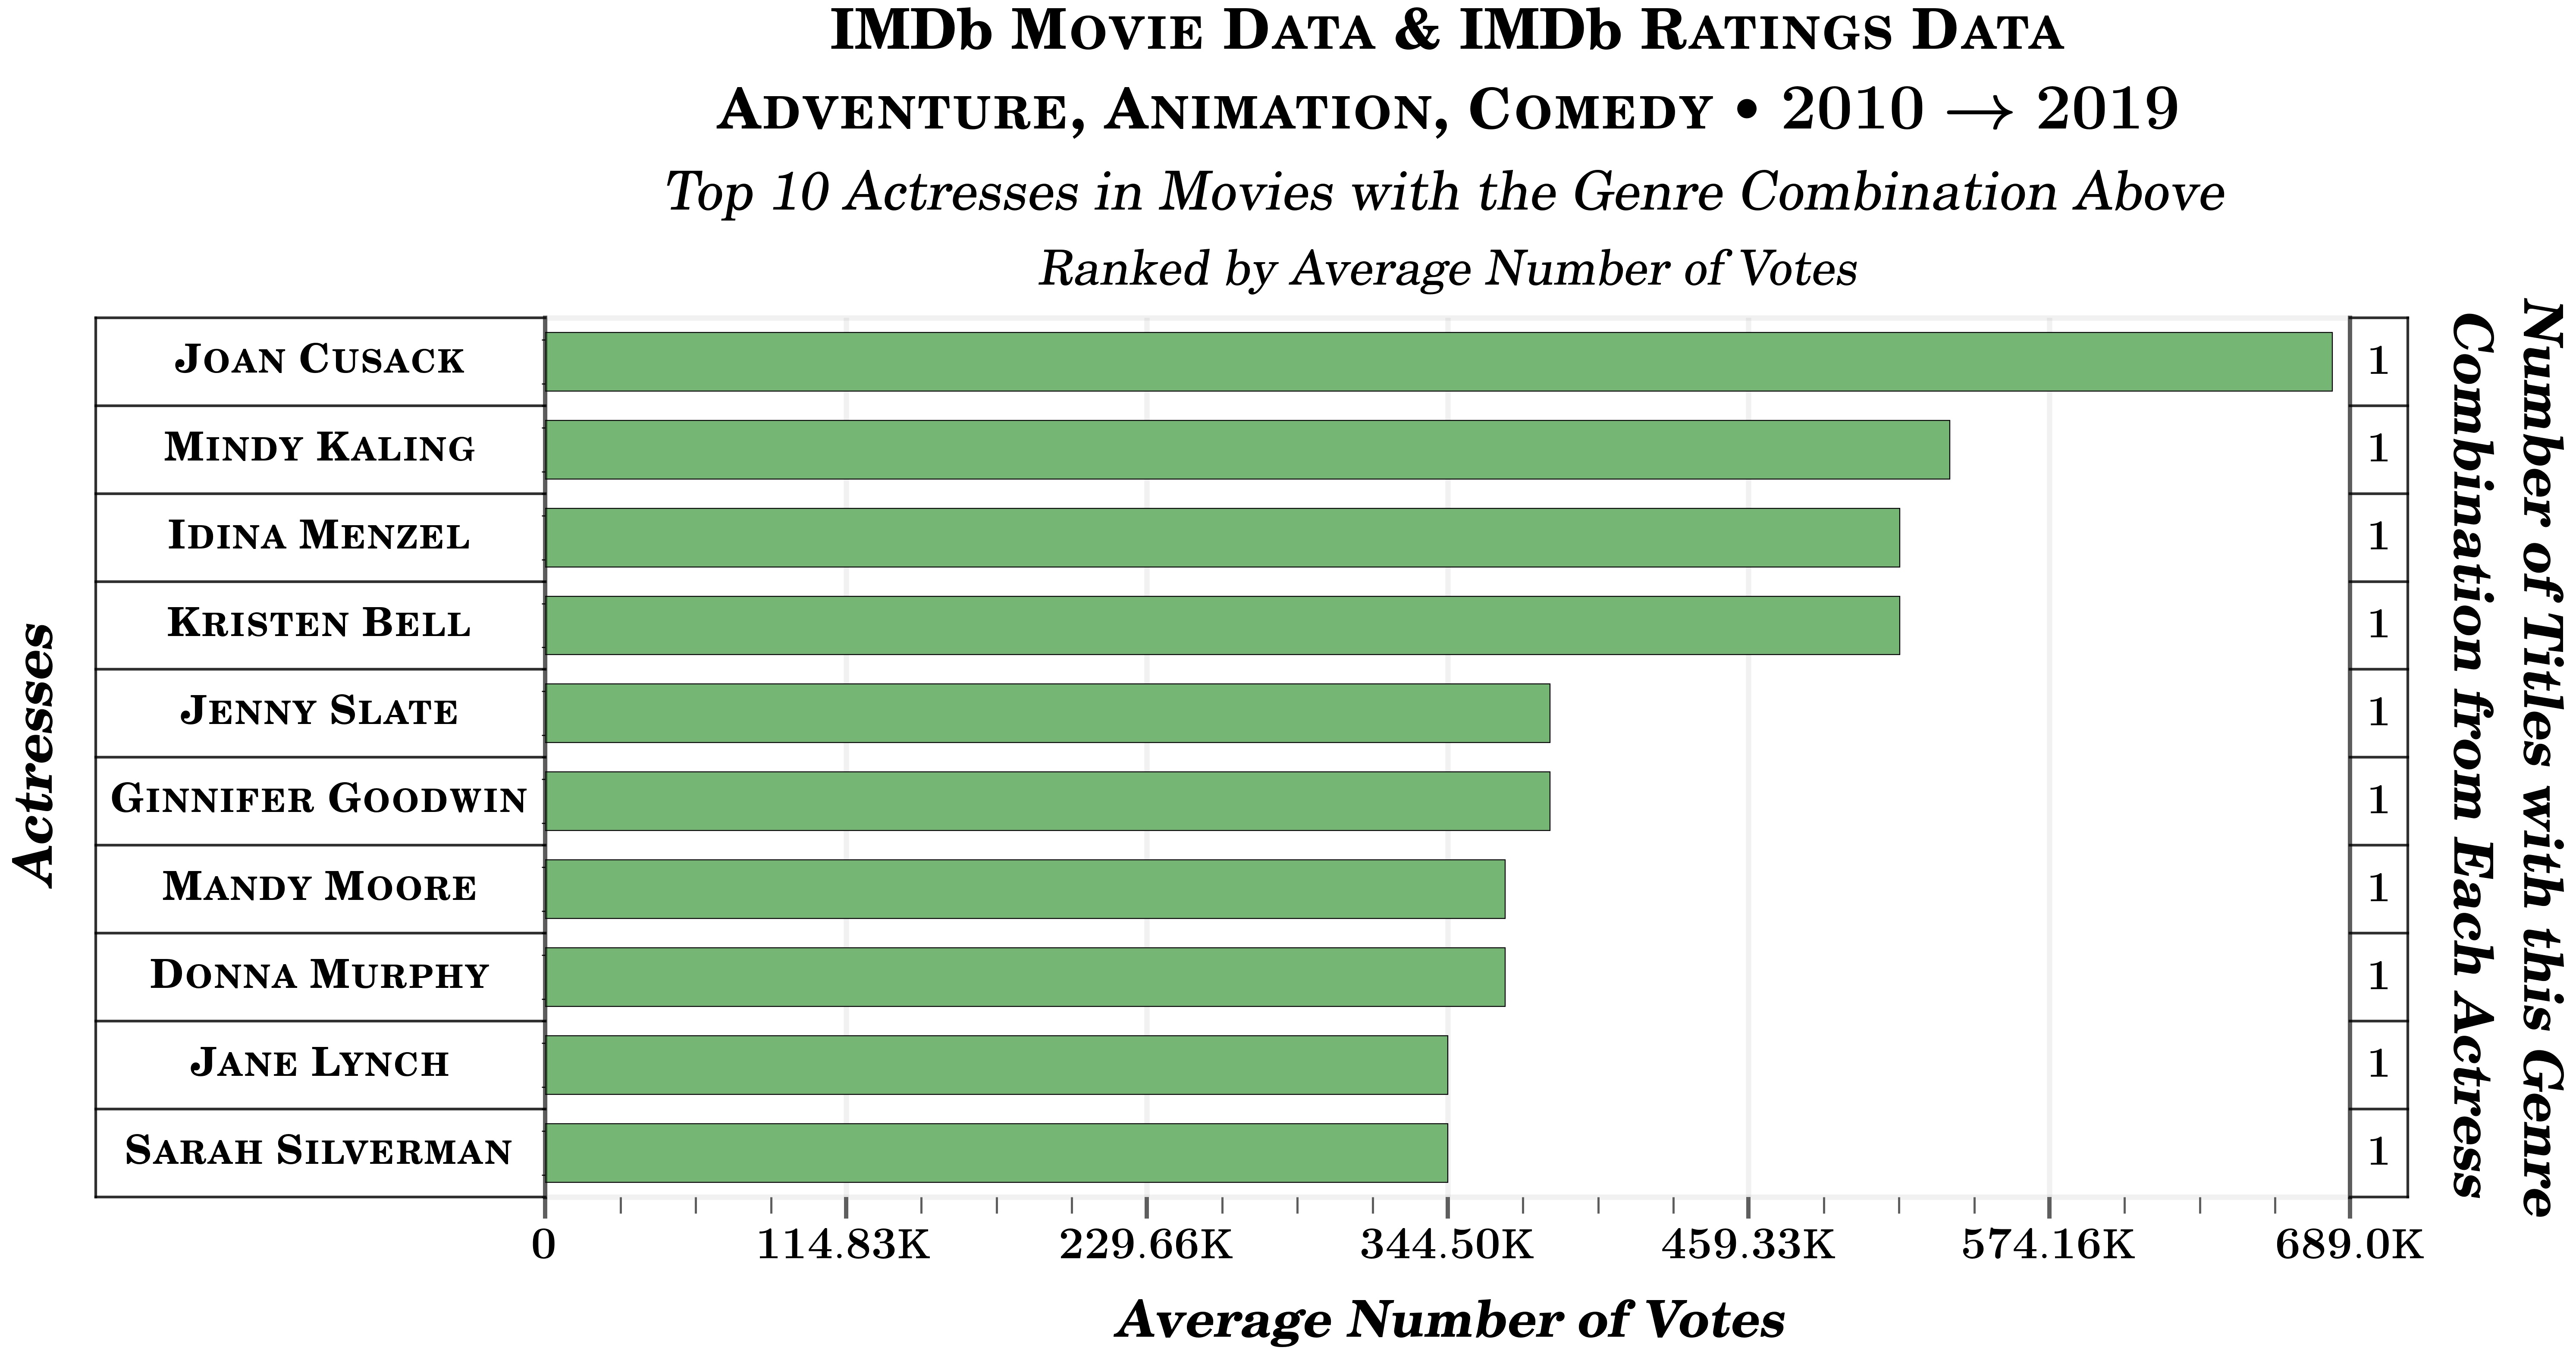 IMDb Movie Data & IMDb Ratings Data
Adventure, Animation, Comedy • 2010 → 2019
Top 10 Actresses in Movies with the Genre Combination Above
Ranked by Average Number of Votes
Actresses
Joan Cusack 1
Mindy Kaling 1
Idina Menzel 1
Kristen Bell 1
Jenny Slate 1
Ginnifer Goodwin 1
Mandy Moore 1
Donna Murphy 1
Jane Lynch 1
Sarah Silverman 1
Number of Titles with this Genre
Combination from Each Actress
0 114.83K 229.66K 344.50K 459.33K 574.16K 689.0K
Average Number of Votes